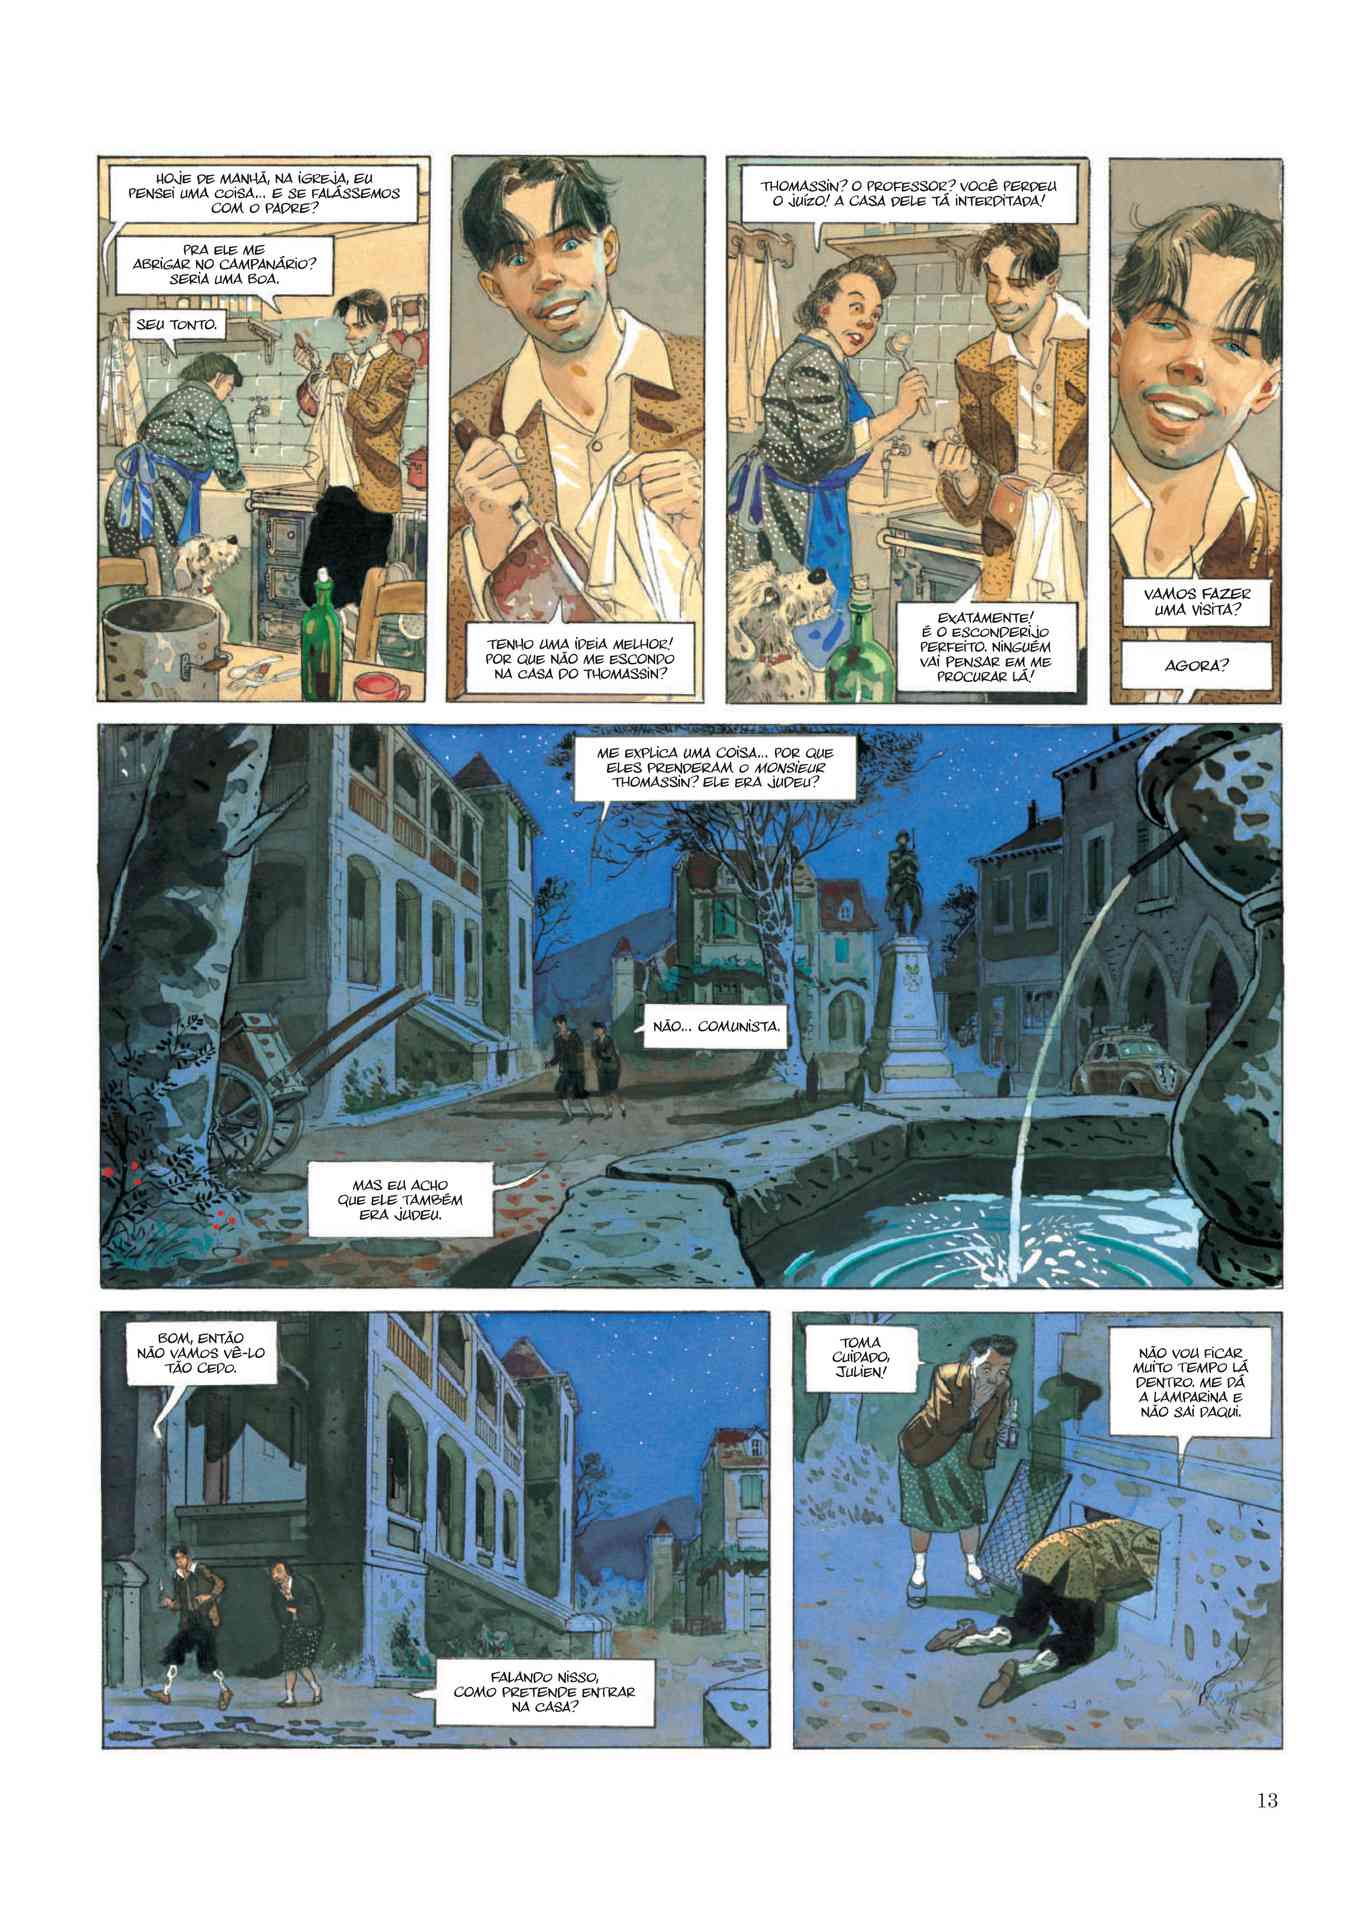 HOJE DE MANHÃ, NA IGREJA, EU
PENSEI UMA COISA... E SE FALÁSSEMOS
COM O PADRE?
PRA ELE ME
ABRIGAR NO CAMPANÁRIO?
SERIA UMA BOA.
SEU TONTO.
TENHO UMA IDEIA MELHOR!
POR QUE NÃO ME ESCONDO
NA CASA DO THOMASSIN?
THOMASSIN? O PROFESSOR? VOCÊ PERDEU
O JUÍZO! A CASA DELE TÁ INTERDITADA!
EXATAMENTE!
É O ESCONDERIJO
PERFEITO. NINGUÉM
VAI PENSAR EM ME
PROCURAR LÁ!
VAMOS FAZER
UMA VISITA?
AGORA?
ME EXPLICA UMA COISA... POR QUE
ELES PRENDERAM O MONSIEUR
THOMASSIN? ELE ERA JUDEU?
NÃO... COMUNISTA.
MAS EU ACHO
QUE ELE TAMBÉM
ERA JUDEU.
BOM, ENTÃO
NÃO VAMOS VÊ-LO
TÃO CEDO.
FALANDO NISSO,
COMO PRETENDE ENTRAR
NA CASA?
TOMA
CUIDADO,
JULIEN!
NÃO VOU FICAR
MUITO TEMPO LÁ
DENTRO. ME DÁ
A LAMPARINA E
NÃO SAI DAQUI.
13